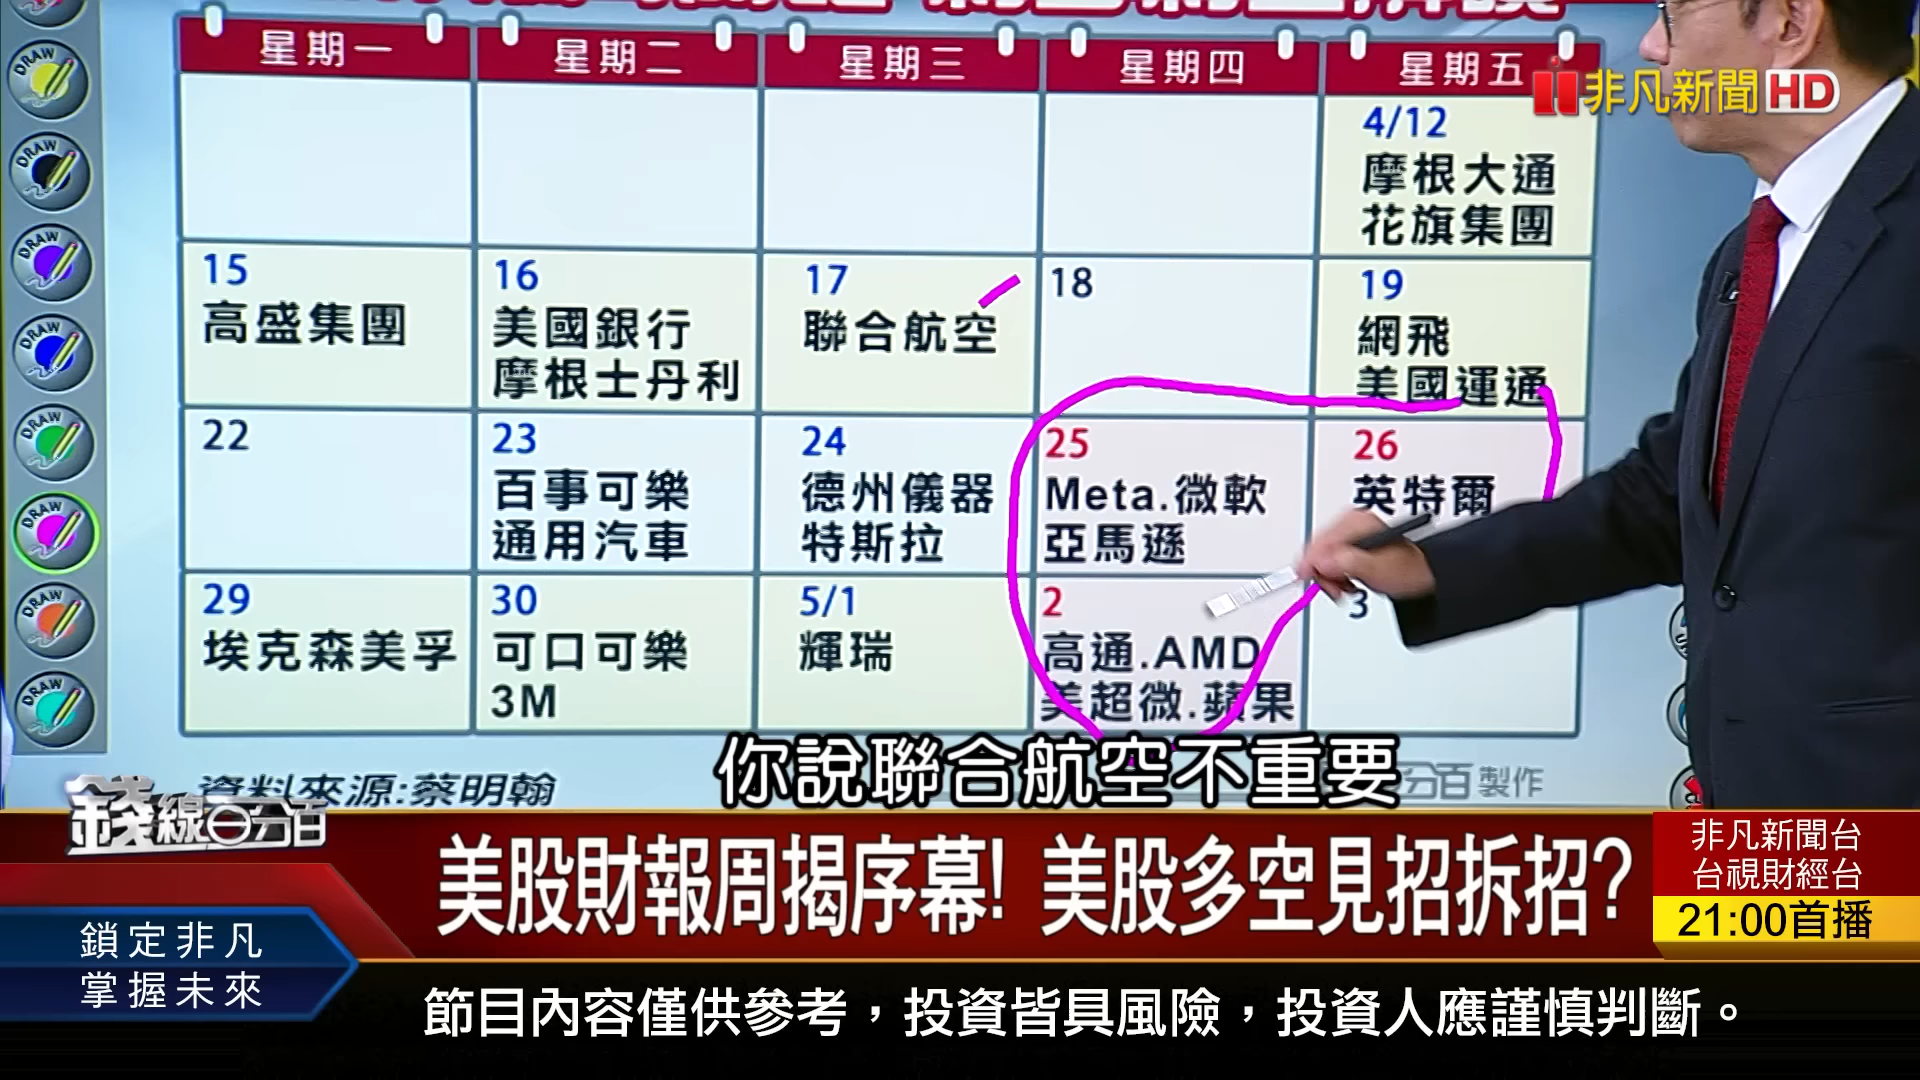 星期一
星期二
星期三
星期四
星期五
非凡新聞HD
4/12
摩根大通
花旗集團
15
高盛集團
16
美國銀行
摩根士丹利
17
聯合航空
18
19
網飛
美國運通
22
23
百事可樂
通用汽車
24
德州儀器
特斯拉
25
Meta.微軟
亞馬遜
26
英特爾
29
埃克森美孚
30
可口可樂
3M
5/1
輝瑞
2
高通.AMD
美超微.蘋果
3
DRAW
DRAW
DRAW
DRAW
DRAW
DRAW
DRAW
DRAW
資料來源:蔡明翰
分百製作
你說聯合航空不重要
錢線百分百
美股財報周揭序幕! 美股多空見招拆招?
非凡新聞台
台視財經台
21:00首播
鎖定非凡
掌握未來
節目內容僅供參考，投資皆具風險，投資人應謹慎判斷。